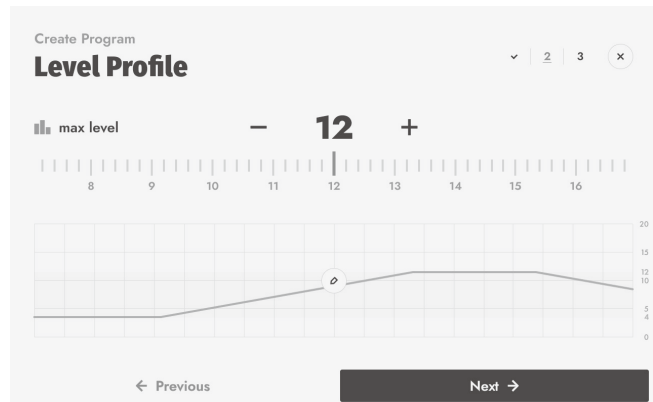 Create Program
Level Profile
2 3
max level
− 12 +
8 9 10 11 12 13 14 15 16
20
15
12
10
5
4
0
← Previous
Next →